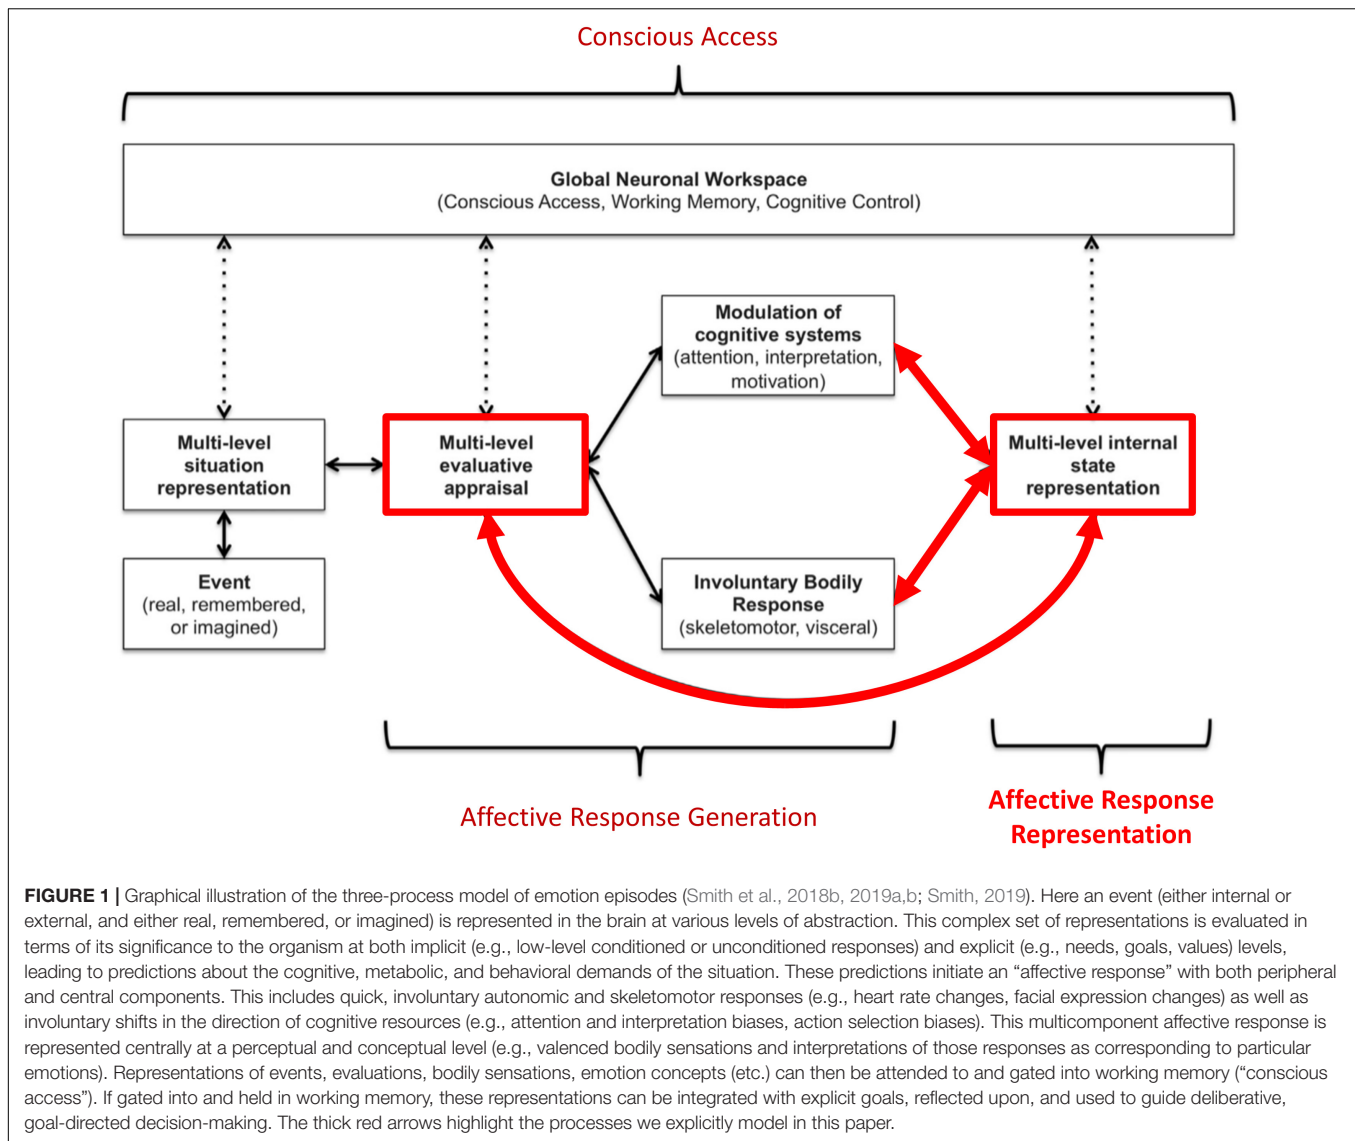 Conscious Access
Global Neuronal Workspace
(Conscious Access, Working Memory, Cognitive Control)
Modulation of
cognitive systems
(attention, interpretation,
motivation)
Multi-level
situation
representation
Multi-level
evaluative
appraisal
Multi-level internal
state
representation
Event
(real, remembered,
or imagined)
Involuntary Bodily
Response
(skeletomotor, visceral)
Affective Response Generation
Affective Response
Representation
FIGURE 1 | Graphical illustration of the three-process model of emotion episodes (Smith et al., 2018b, 2019a,b; Smith, 2019). Here an event (either internal or
external, and either real, remembered, or imagined) is represented in the brain at various levels of abstraction. This complex set of representations is evaluated in
terms of its significance to the organism at both implicit (e.g., low-level conditioned or unconditioned responses) and explicit (e.g., needs, goals, values) levels,
leading to predictions about the cognitive, metabolic, and behavioral demands of the situation. These predictions initiate an “affective response” with both peripheral
and central components. This includes quick, involuntary autonomic and skeletomotor responses (e.g., heart rate changes, facial expression changes) as well as
involuntary shifts in the direction of cognitive resources (e.g., attention and interpretation biases, action selection biases). This multicomponent affective response is
represented centrally at a perceptual and conceptual level (e.g., valenced bodily sensations and interpretations of those responses as corresponding to particular
emotions). Representations of events, evaluations, bodily sensations, emotion concepts (etc.) can then be attended to and gated into working memory (“conscious
access”). If gated into and held in working memory, these representations can be integrated with explicit goals, reflected upon, and used to guide deliberative,
goal-directed decision-making. The thick red arrows highlight the processes we explicitly model in this paper.